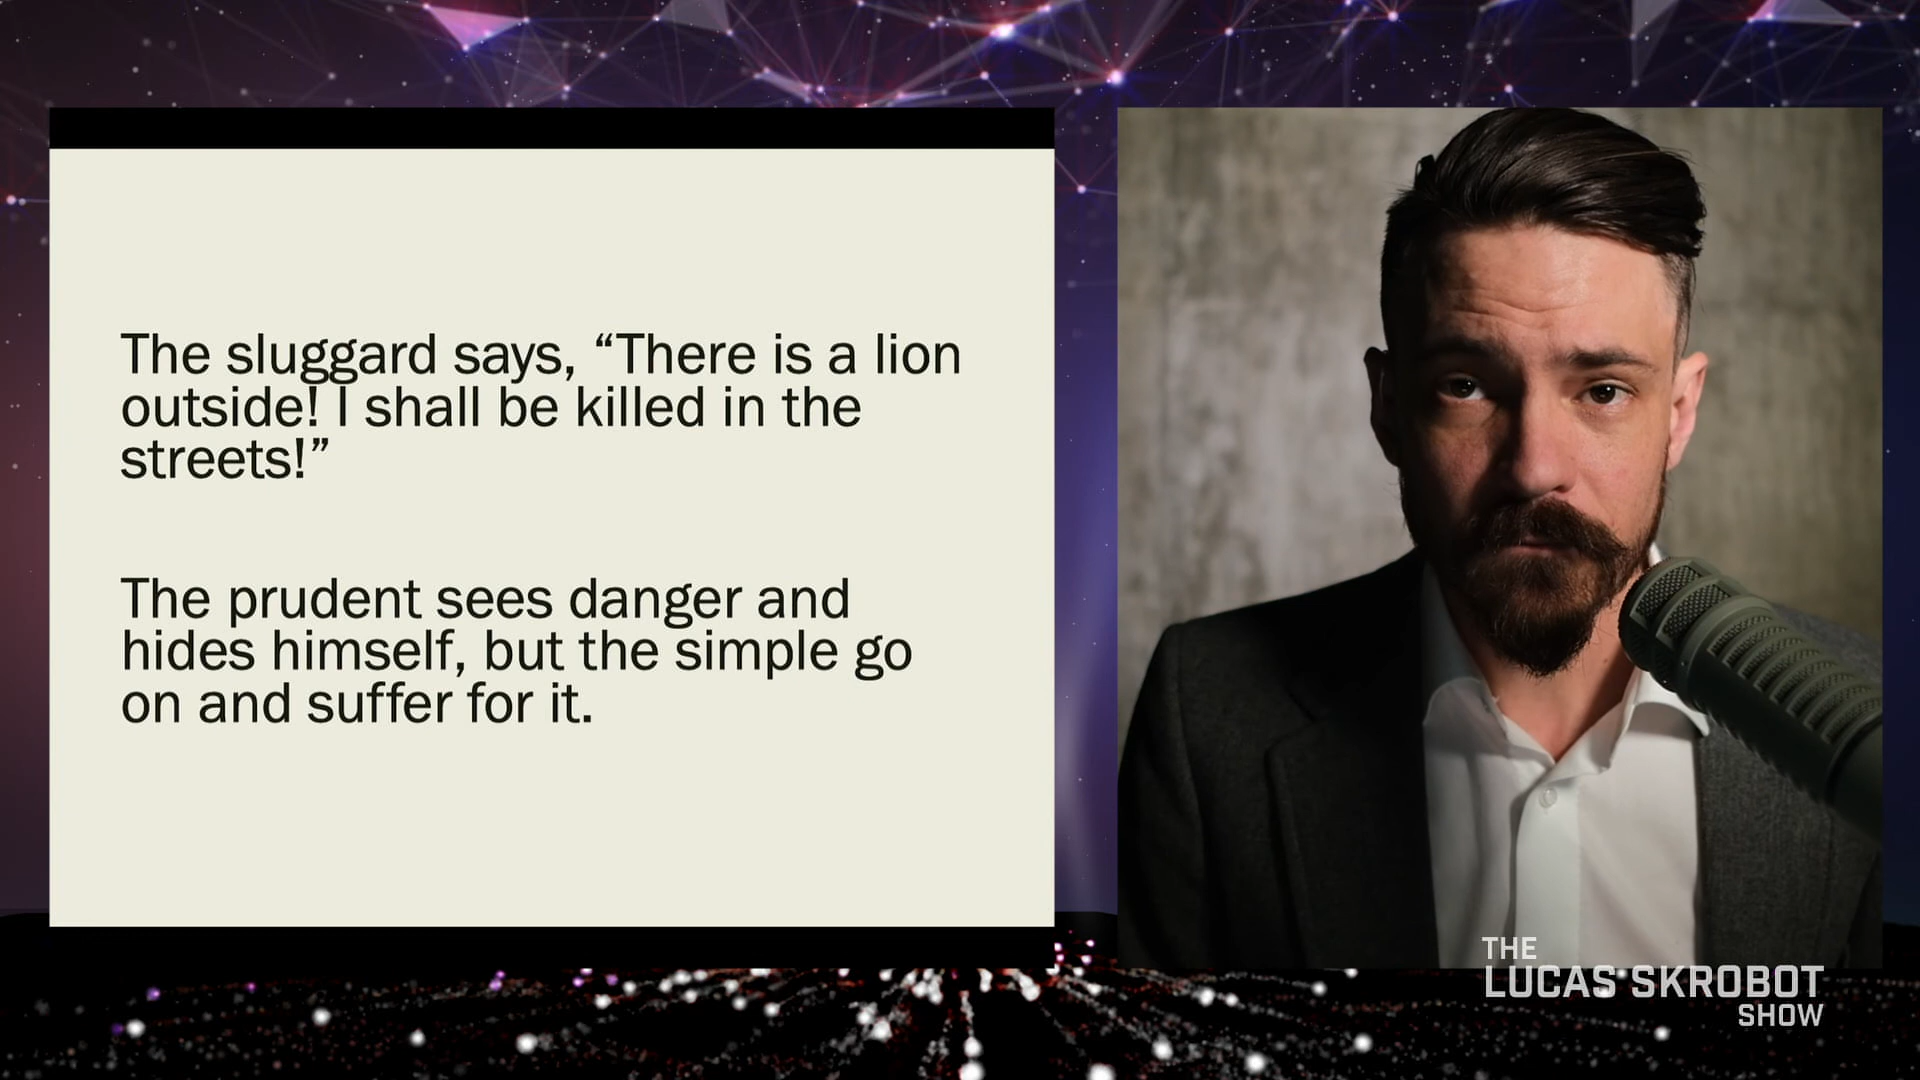 The sluggard says, “There is a lion
outside! I shall be killed in the
streets!”
The prudent sees danger and
hides himself, but the simple go
on and suffer for it.
THE
LUCAS SKROBOT
SHOW